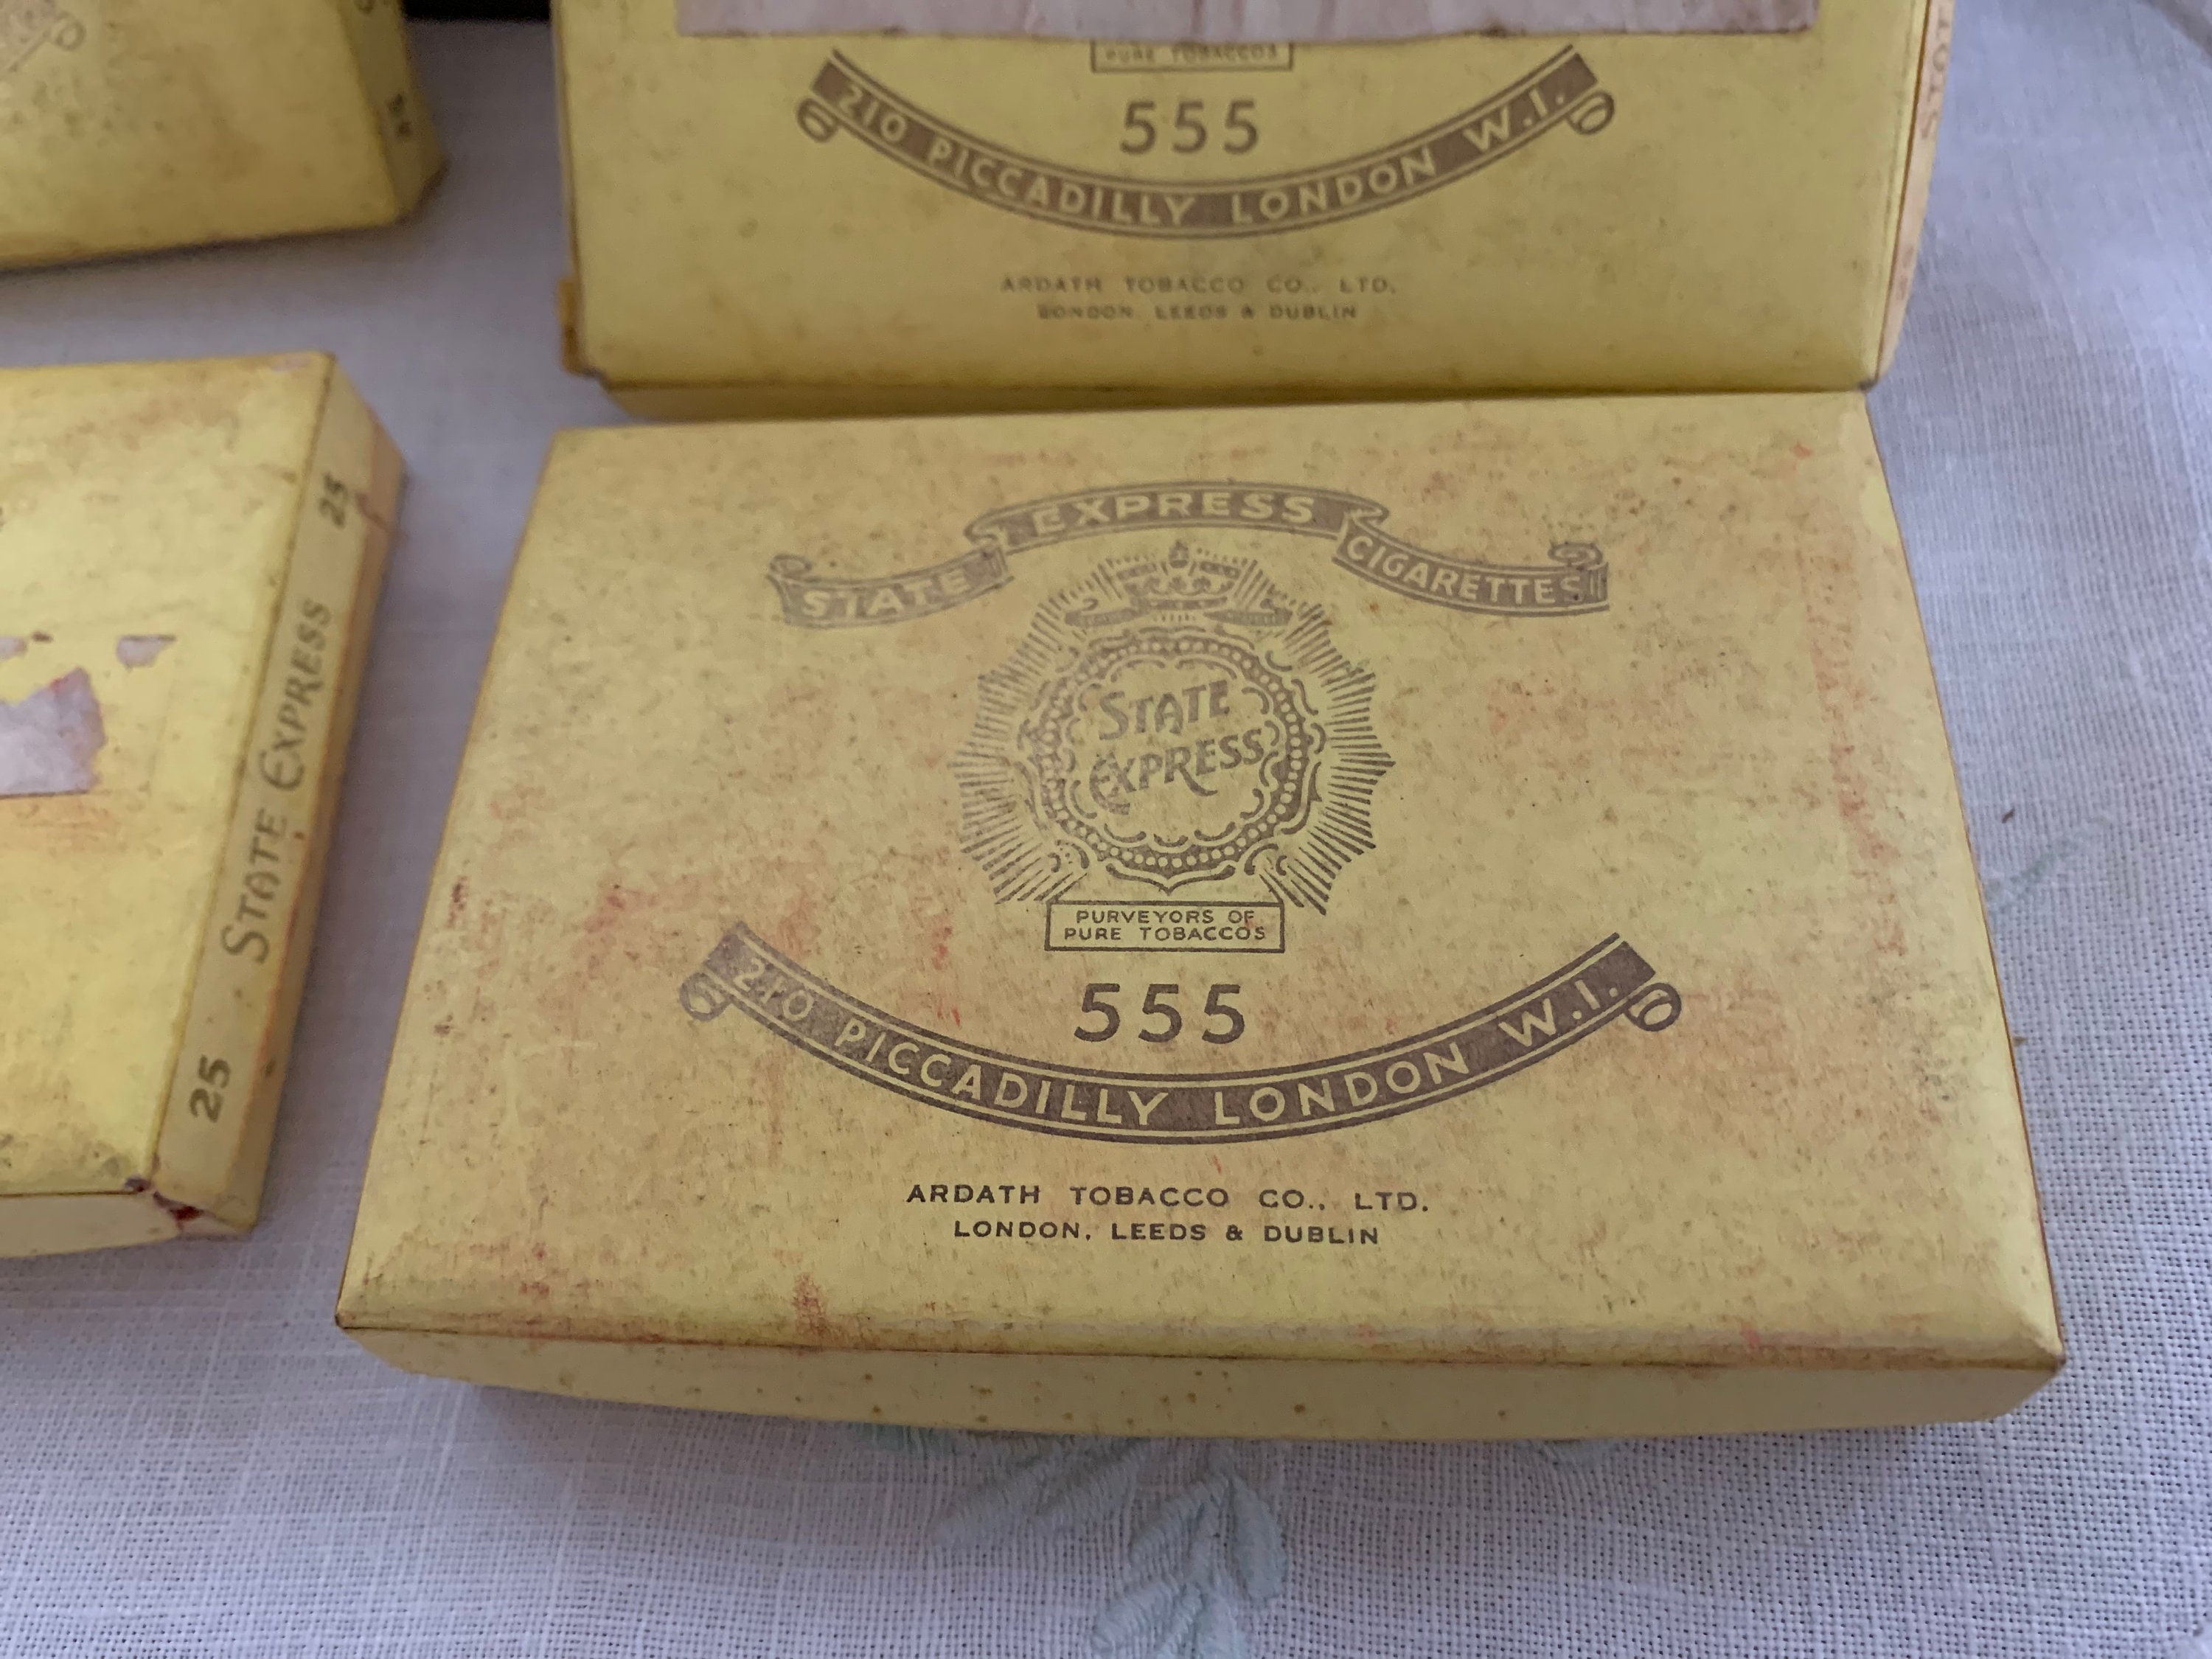 PURE TOBACCOS
555
210 PICCADILLY LONDON W.I.
ARDATH TOBACCO CO., LTD.
LONDON, LEEDS & DUBLIN
25 STATE EXPRESS 25
STATE EXPRESS CIGARETTES
STATE
EXPRESS
PURVEYORS OF
PURE TOBACCOS
555
210 PICCADILLY LONDON W.I.
ARDATH TOBACCO CO., LTD.
LONDON, LEEDS & DUBLIN